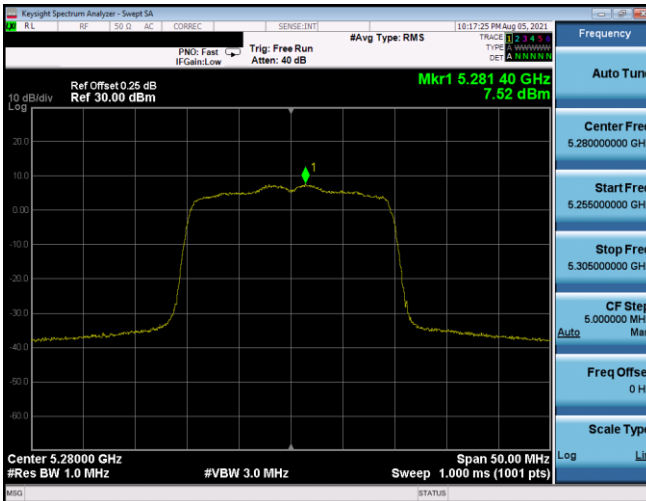 Keysight Spectrum Analyzer - Swept SA
RL RF 50 Ω AC CORREC SENSE:INT 10:17:25 PM Aug 05, 2021
#Avg Type: RMS
TRACE 1 2 3 4 5 6
PNO: Fast Trig: Free Run TYPE A WWWWW
IFGain:Low Atten: 40 dB DET A N N N N N
Mkr1 5.281 40 GHz
7.52 dBm
Ref Offset 0.25 dB
10 dB/div Ref 30.00 dBm
Log
20.0
10.0
0.00
-10.0
-20.0
-30.0
-40.0
-50.0
-60.0
1
Center 5.28000 GHz Span 50.00 MHz
#Res BW 1.0 MHz #VBW 3.0 MHz Sweep 1.000 ms (1001 pts)
MSG STATUS
Frequency
Auto Tune
Center Fre
5.280000000 GH
Start Fre
5.255000000 GH
Stop Fre
5.305000000 GH
CF Step
5.000000 MH
Auto Ma
Freq Offse
0 H
Scale Type
Log Li